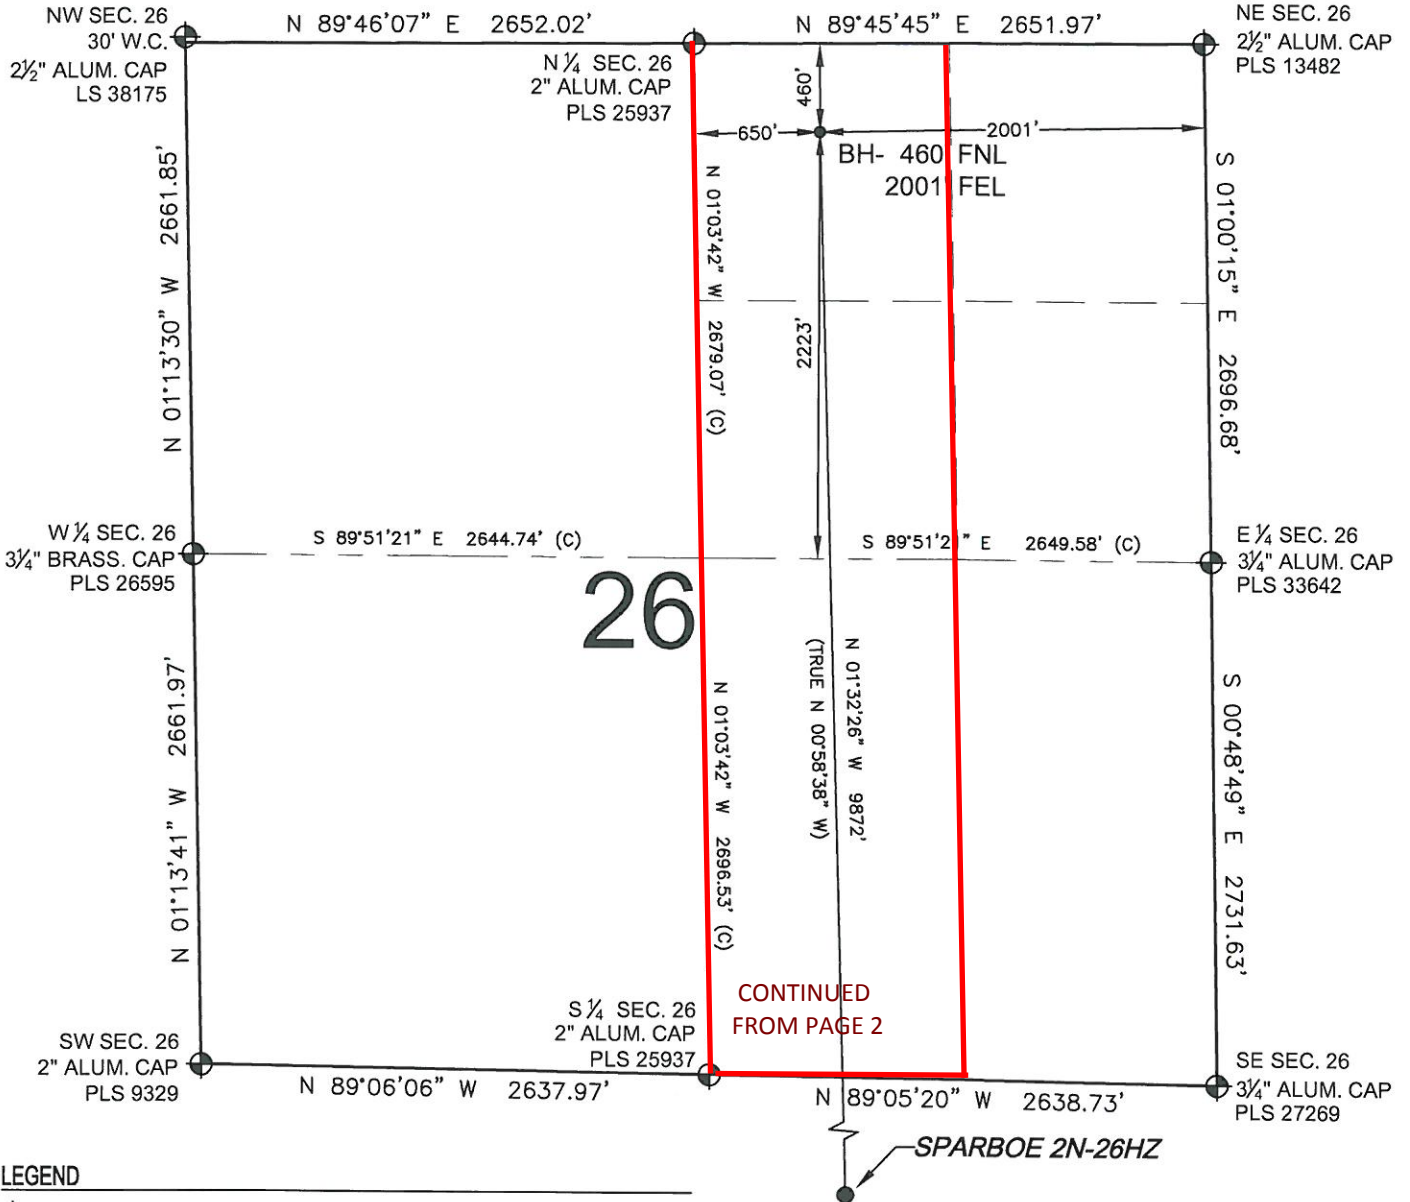 NW SEC. 26
30' W.C.
2½" ALUM. CAP
LS 38175
N 89°46'07" E 2652.02'
N ¼ SEC. 26
2" ALUM. CAP
PLS 25937
N 89°45'45" E 2651.97'
NE SEC. 26
2½" ALUM. CAP
PLS 13482
460'
650'
2001'
BH- 460 FNL
2001 FEL
N 01°13'30" W 2661.85'
N 01°03'42" W 2679.07' (C)
2223'
S 01°00'15" E 2696.68'
W ¼ SEC. 26
3¼" BRASS. CAP
PLS 26595
S 89°51'21" E 2644.74' (C)
S 89°51'2 " E 2649.58' (C)
E ¼ SEC. 26
3¼" ALUM. CAP
PLS 33642
26
N 01°13'41" W 2661.97'
N 01°03'42" W 2696.53' (C)
(TRUE N 00°58'38" W)
N 01°32'26" W 9872'
S 00°48'49" E 2731.63'
CONTINUED
FROM PAGE 2
SW SEC. 26
2" ALUM. CAP
PLS 9329
N 89°06'06" W 2637.97'
S ¼ SEC. 26
2" ALUM. CAP
PLS 25937
N 89°05'20" W 2638.73'
SE SEC. 26
3¼" ALUM. CAP
PLS 27269
SPARBOE 2N-26HZ
LEGEND